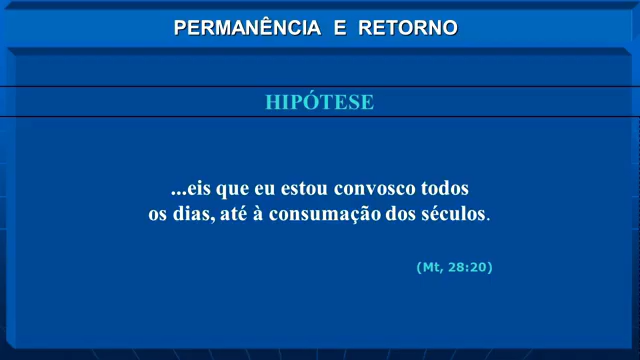 PERMANÊNCIA E RETORNO
HIPÓTESE
...eis que eu estou convosco todos
os dias, até à consumação dos séculos.
(Mt, 28:20)